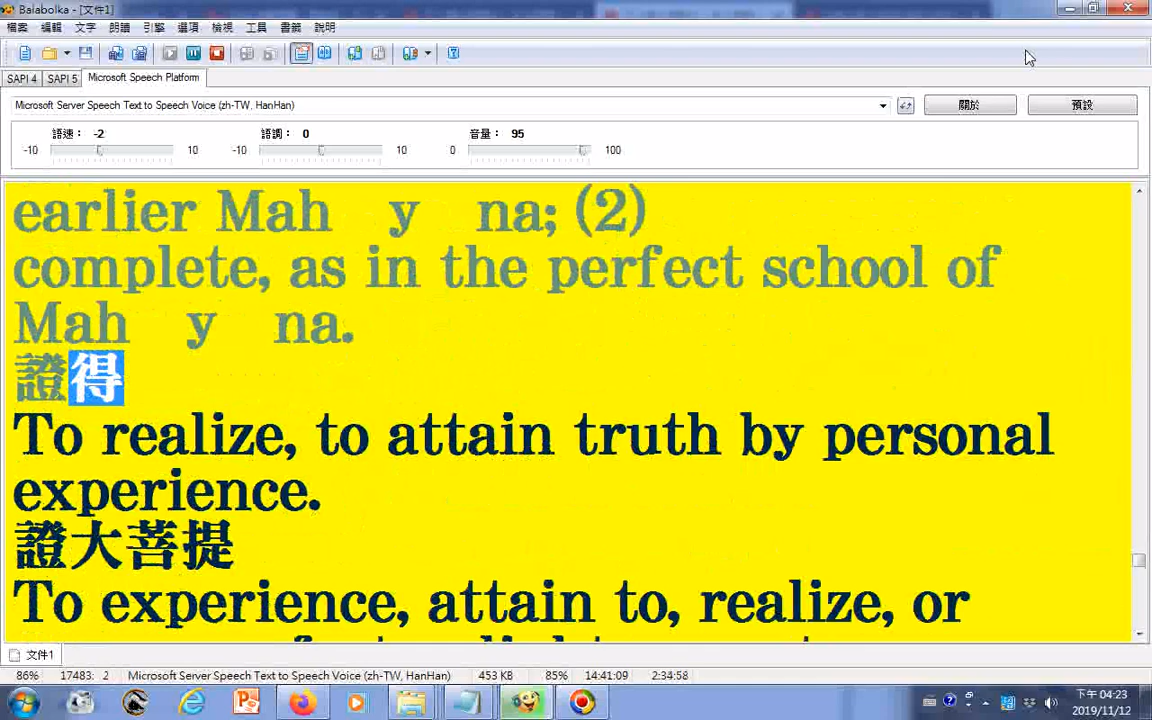 Balabolka - [文件1]
檔案 編輯 文字 朗讀 引擎 選項 檢視 工具 書籤 說明
SAPI 4 SAPI 5 Microsoft Speech Platform
Microsoft Server Speech Text to Speech Voice (zh-TW, HanHan) 關於 預設
語速： -2 語調： 0 音量： 95
-10 10 -10 10 0 100
earlier Mah y na; (2)
complete, as in the perfect school of
Mah y na.
證得
To realize, to attain truth by personal
experience.
證大菩提
To experience, attain to, realize, or
文件1
86% 17483: 2 Microsoft Server Speech Text to Speech Voice (zh-TW, HanHan) 453 KB 85% 14:41:09 2:34:58
下午 04:23
2019/11/12